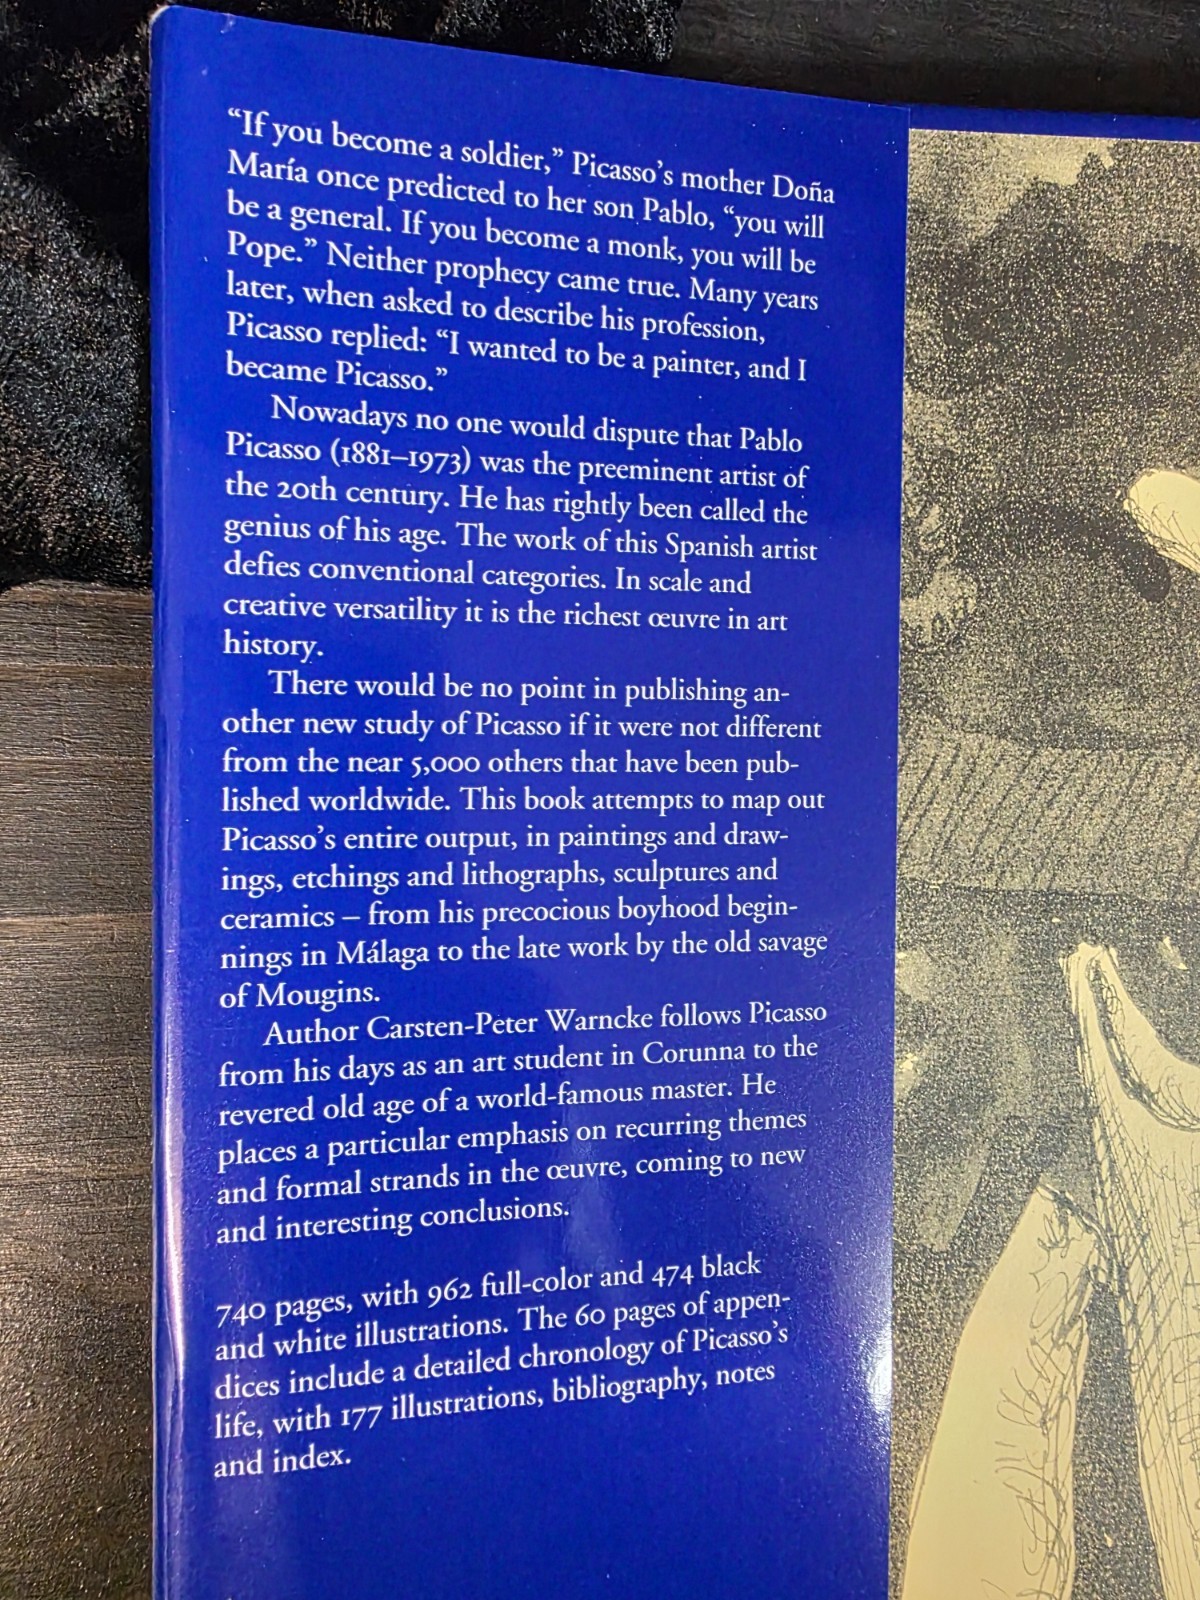 “If you become a soldier,” Picasso’s mother Doña
María once predicted to her son Pablo, “you will
be a general. If you become a monk, you will be
Pope.” Neither prophecy came true. Many years
later, when asked to describe his profession,
Picasso replied: “I wanted to be a painter, and I
became Picasso.”
Nowadays no one would dispute that Pablo
Picasso (1881–1973) was the preeminent artist of
the 20th century. He has rightly been called the
genius of his age. The work of this Spanish artist
defies conventional categories. In scale and
creative versatility it is the richest œuvre in art
history.
There would be no point in publishing an-
other new study of Picasso if it were not different
from the near 5,000 others that have been pub-
lished worldwide. This book attempts to map out
Picasso’s entire output, in paintings and draw-
ings, etchings and lithographs, sculptures and
ceramics – from his precocious boyhood begin-
nings in Málaga to the late work by the old savage
of Mougins.
Author Carsten-Peter Warncke follows Picasso
from his days as an art student in Corunna to the
revered old age of a world-famous master. He
places a particular emphasis on recurring themes
and formal strands in the œuvre, coming to new
and interesting conclusions.
740 pages, with 962 full-color and 474 black
and white illustrations. The 60 pages of appen-
dices include a detailed chronology of Picasso’s
life, with 177 illustrations, bibliography, notes
and index.